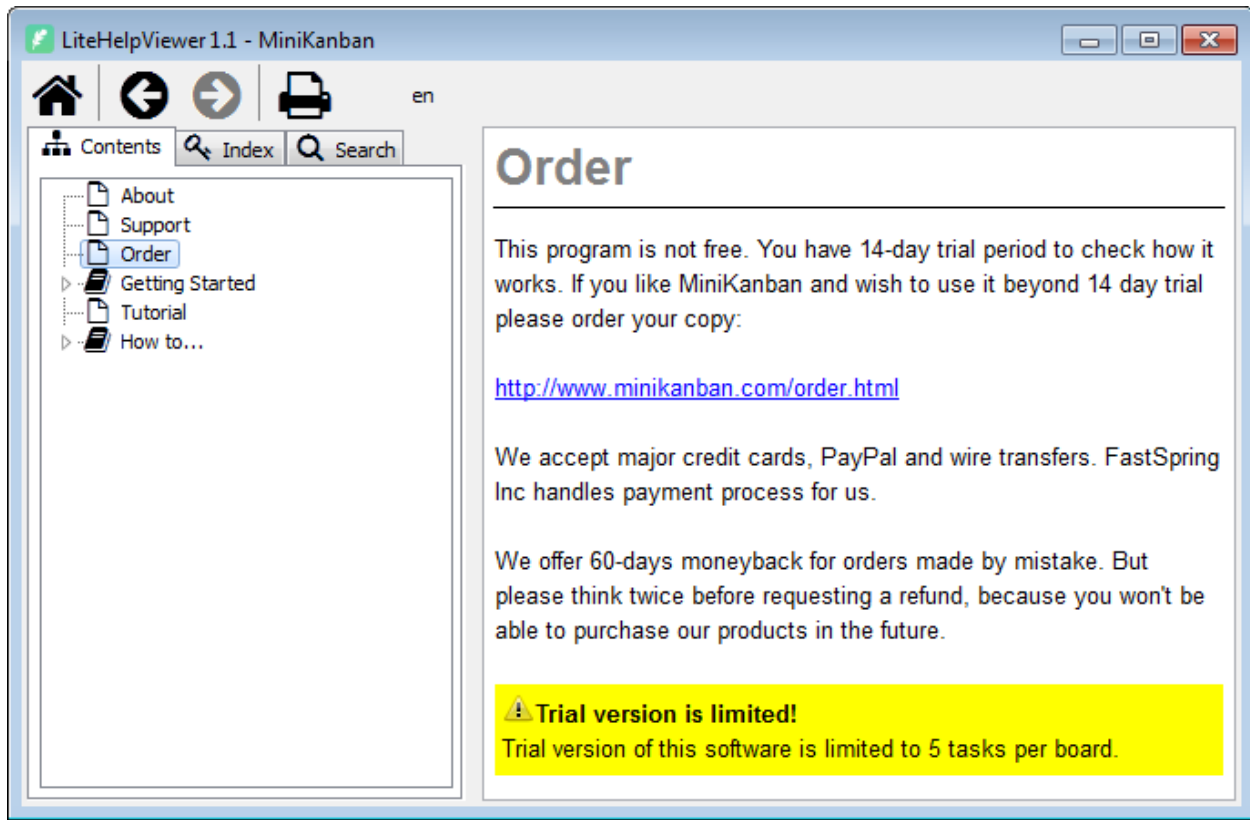 LiteHelpViewer 1.1 - MiniKanban
en
Contents
Index
Search
About
Support
Order
Getting Started
Tutorial
How to...
Order
This program is not free. You have 14-day trial period to check how it
works. If you like MiniKanban and wish to use it beyond 14 day trial
please order your copy:
http://www.minikanban.com/order.html
We accept major credit cards, PayPal and wire transfers. FastSpring
Inc handles payment process for us.
We offer 60-days moneyback for orders made by mistake. But
please think twice before requesting a refund, because you won't be
able to purchase our products in the future.
Trial version is limited!
Trial version of this software is limited to 5 tasks per board.